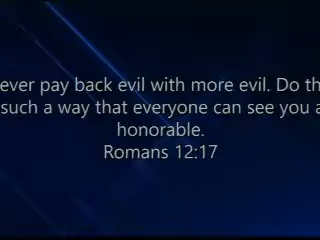 ever pay back evil with more evil. Do th
such a way that everyone can see you a
honorable.
Romans 12:17